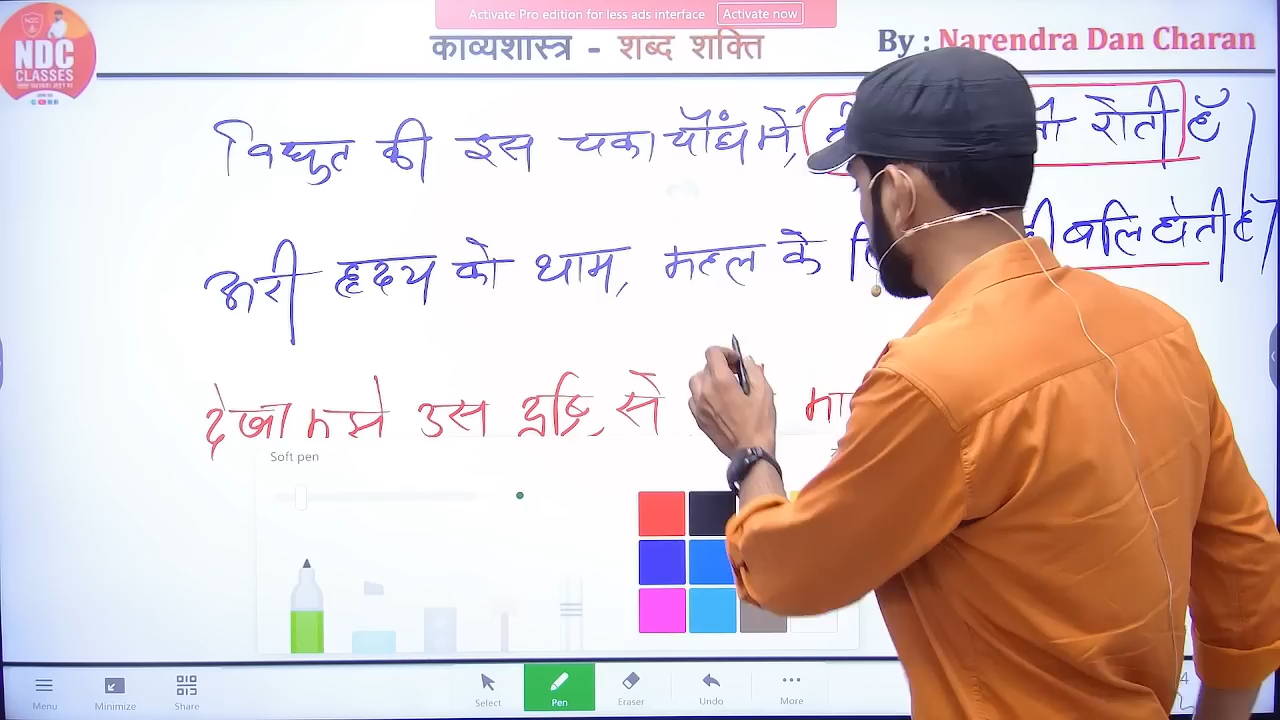 Activate Pro edition for less ads interface Activate now
NDC
CLASSES
काव्यशास्त्र - शब्द शक्ति
By : Narendra Dan Charan
विद्युत की इस चकाचौंध में, रोती है
अरी हृदय को थाम, महल के बलि होती है
देखा मुझे उस दृष्टि से
Soft pen
Menu
Minimize
Share
Select
Pen
Eraser
Undo
More